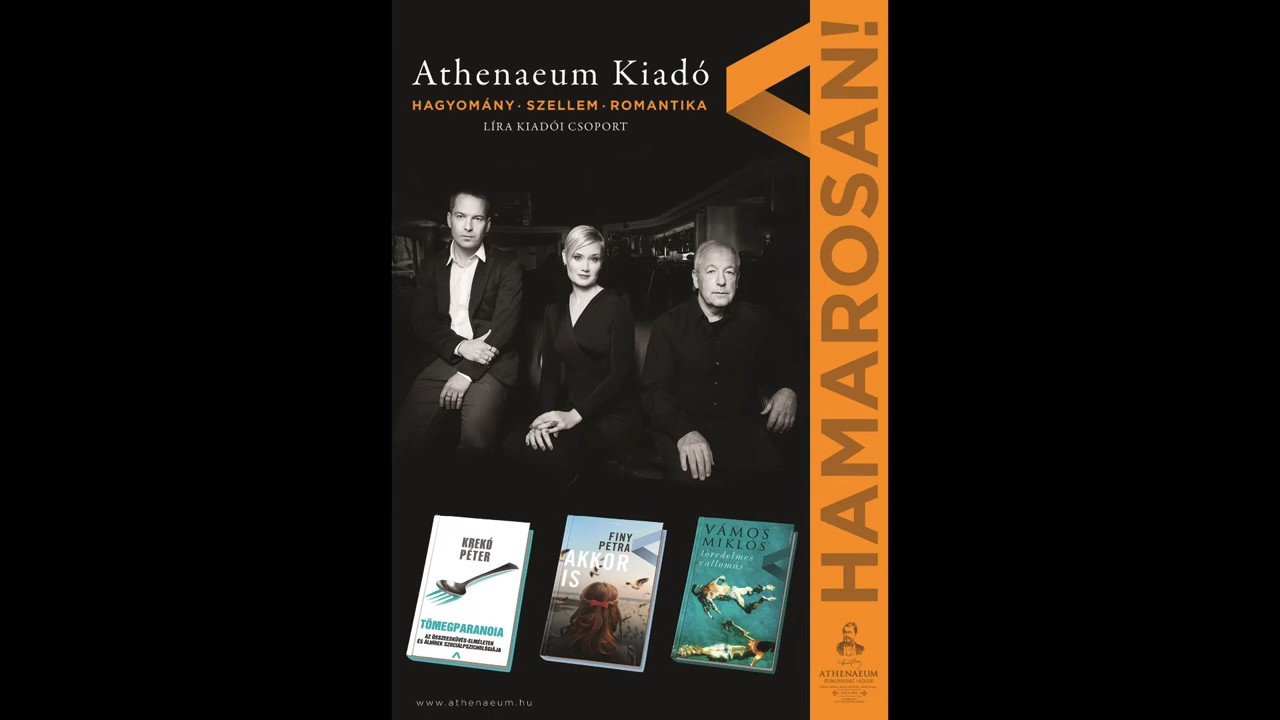 Athenaeum Kiadó
HAGYOMÁNY · SZELLEM · ROMANTIKA
LÍRA KIADÓI CSOPORT
HAMAROSAN!
KREKÓ
PÉTER
TÖMEGPARANOIA
AZ ÖSSZEESKÜVÉS-ELMÉLETEK
ÉS ÁLHÍREK SZOCIÁLPSZICHOLÓGIÁJA
FINY
PETRA
AKKOR
IS
VÁMOS
MIKLÓS
töredelmes
vallomás
ATHENAEUM
PUBLISHING HOUSE
www.athenaeum.hu